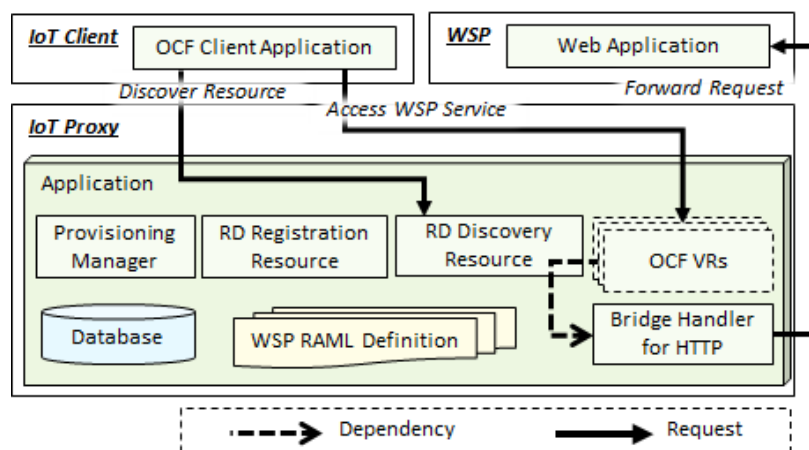 IoT Client
OCF Client Application
WSP
Web Application
Discover Resource
Forward Request
Access WSP Service
IoT Proxy
Application
Provisioning
Manager
RD Registration
Resource
RD Discovery
Resource
OCF VRs
Database
WSP RAML Definition
Bridge Handler
for HTTP
Dependency
Request